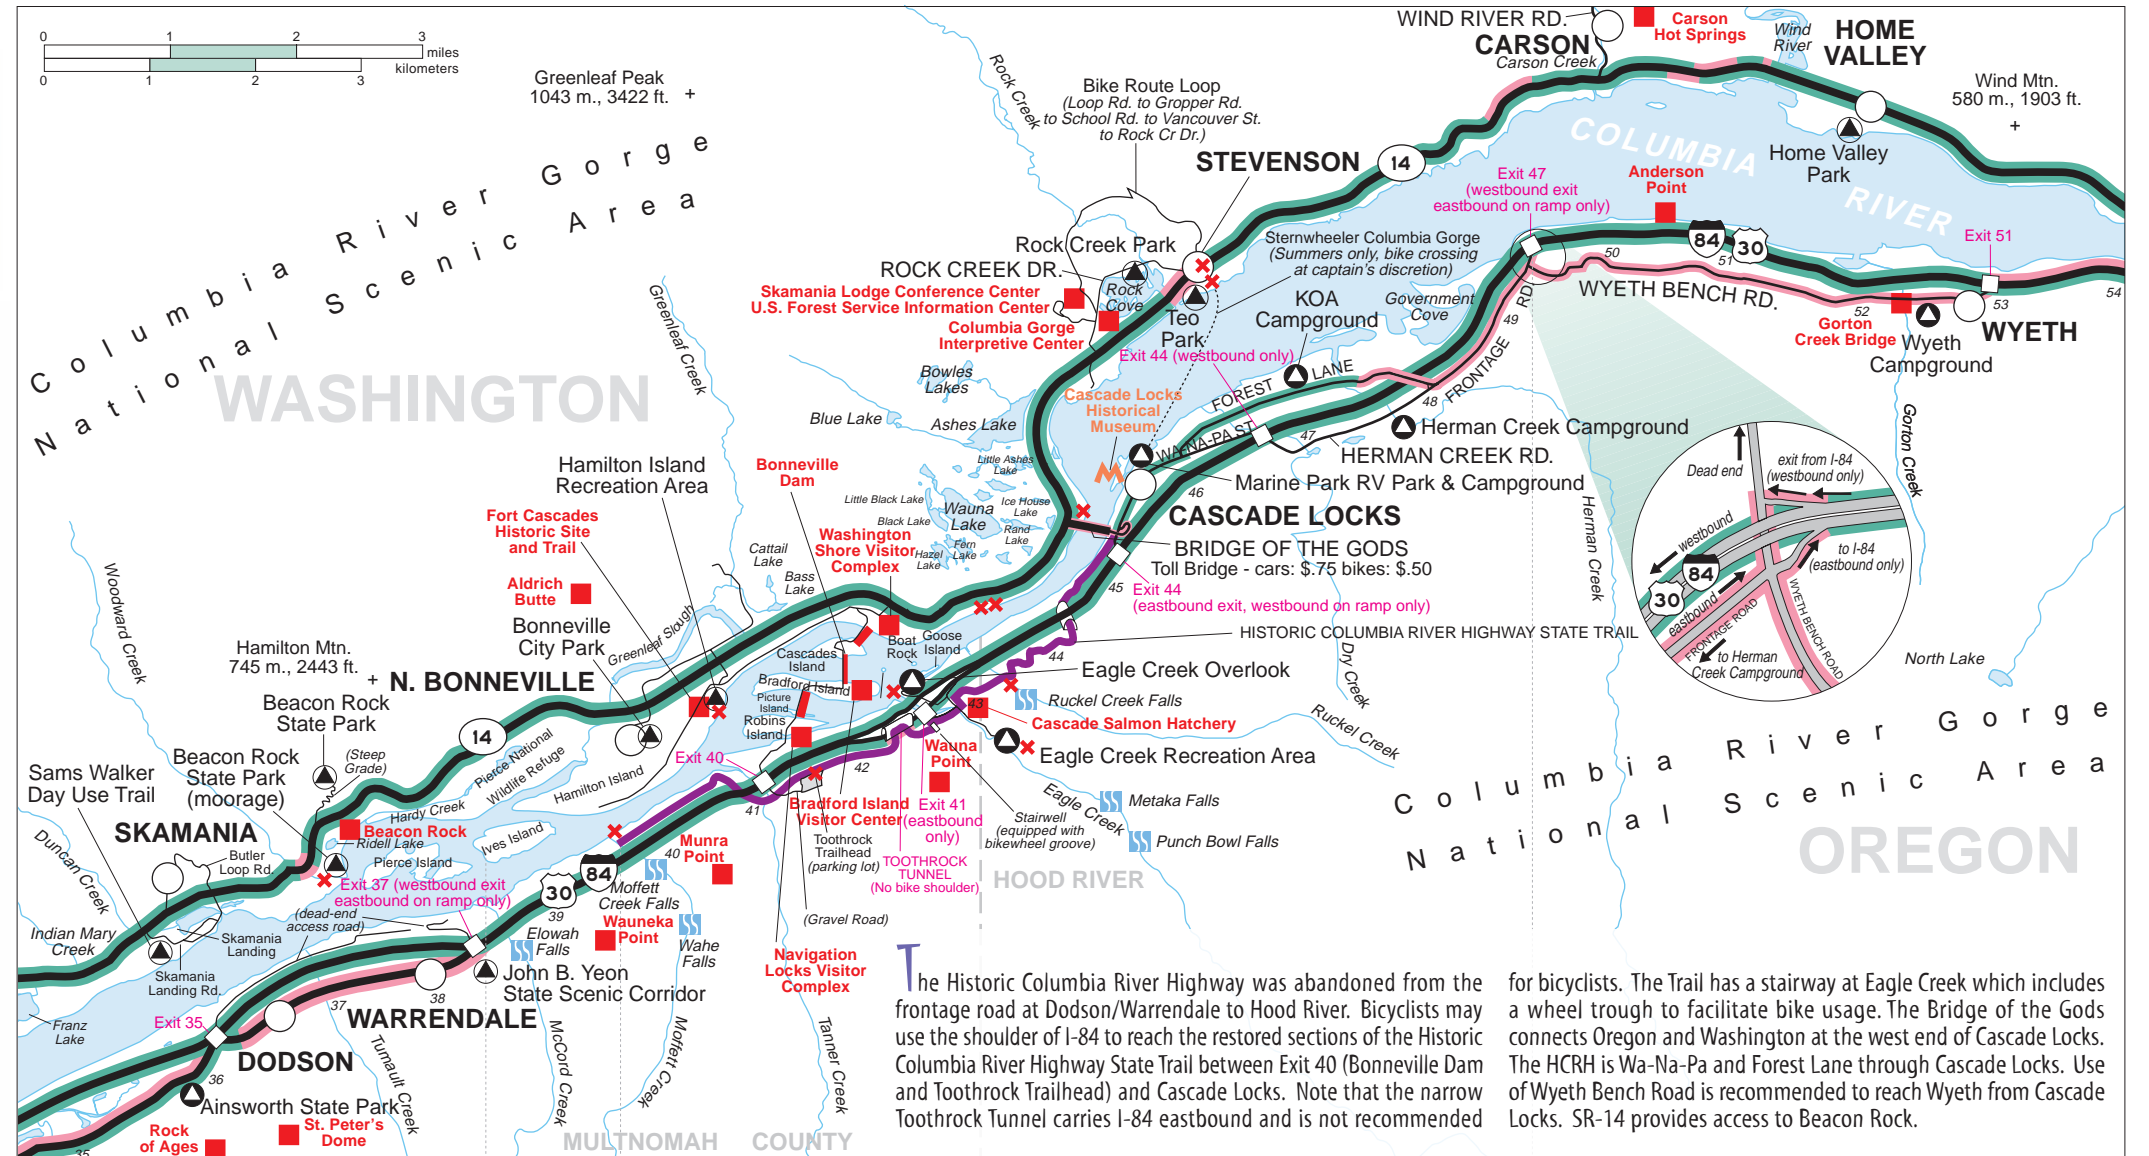 0 1 2 3
miles
kilometers
0 1 2 3
Greenleaf Peak
1043 m., 3422 ft. +
Columbia River Gorge
National Scenic Area
WASHINGTON
Rock Creek
Bike Route Loop
(Loop Rd. to Gropper Rd.
to School Rd. to Vancouver St.
to Rock Cr Dr.)
STEVENSON
14
WIND RIVER RD.
CARSON
Carson Creek
Carson
Hot Springs
Wind
River
HOME
VALLEY
Wind Mtn.
580 m., 1903 ft.
+
COLUMBIA
RIVER
Home Valley
Park
Anderson
Point
Exit 47
(westbound exit
eastbound on ramp only)
84
30
Exit 51
50
51
52
53
54
WYETH BENCH RD.
WYETH
Gorton
Creek Bridge
Wyeth
Campground
Gorton Creek
Rock Creek Park
ROCK CREEK DR.
Skamania Lodge Conference Center
U.S. Forest Service Information Center
Columbia Gorge
Interpretive Center
Rock
Cove
Teo
Park
Sternwheeler Columbia Gorge
(Summers only, bike crossing
at captain's discretion)
KOA
Campground
Government
Cove
Exit 44 (westbound only)
FOREST LANE
FRONTAGE RD.
49
48
47
46
45
44
43
42
41
40
39
38
37
36
35
Cascade Locks
Historical
Museum
WA-NA-PA ST.
Herman Creek Campground
HERMAN CREEK RD.
Marine Park RV Park & Campground
CASCADE LOCKS
BRIDGE OF THE GODS
Toll Bridge - cars: $.75 bikes: $.50
Exit 44
(eastbound exit, westbound on ramp only)
HISTORIC COLUMBIA RIVER HIGHWAY STATE TRAIL
Eagle Creek Overlook
Ruckel Creek Falls
Cascade Salmon Hatchery
Eagle Creek Recreation Area
Herman Creek
Dry Creek
Ruckel Creek
Eagle Creek
Metaka Falls
Punch Bowl Falls
HOOD RIVER
Dead end
exit from I-84
(westbound only)
westbound
84
30
eastbound
to I-84
(eastbound only)
FRONTAGE ROAD
WYETH BENCH ROAD
to Herman
Creek Campground
North Lake
Columbia River Gorge
National Scenic Area
OREGON
Greenleaf Creek
Bowles
Lakes
Blue Lake
Ashes Lake
Little Ashes
Lake
Little Black Lake
Black Lake
Wauna
Lake
Ice House
Lake
Rand
Lake
Fern
Lake
Hazel
Lake
Hamilton Island
Recreation Area
Bonneville
Dam
Fort Cascades
Historic Site
and Trail
Washington
Shore Visitor
Complex
Cattail
Lake
Bass
Lake
Aldrich
Butte
Bonneville
City Park
Greenleaf Slough
Woodward Creek
Hamilton Mtn.
745 m., 2443 ft.
+
N. BONNEVILLE
Boat
Rock
Goose
Island
Cascades
Island
Bradford Island
Picture
Island
Robins
Island
Beacon Rock
State Park
14
(Steep
Grade)
Pierce National
Wildlife Refuge
Hamilton Island
Exit 40
Beacon Rock
State Park
(moorage)
Sams Walker
Day Use Trail
Hardy Creek
SKAMANIA
Beacon Rock
Ridell Lake
Pierce Island
Ives Island
Butler
Loop Rd.
Duncan Creek
Exit 37 (westbound exit
eastbound on ramp only)
(dead-end
access road)
Indian Mary
Creek
Skamania
Landing
Skamania
Landing Rd.
Franz
Lake
84
30
Moffett
Creek Falls
Munra
Point
Wauneka
Point
Elowah
Falls
Wahe
Falls
John B. Yeon
State Scenic Corridor
Exit 35
WARRENDALE
DODSON
Tumault Creek
McCord Creek
Moffett Creek
Tanner Creek
Ainsworth State Park
St. Peter's
Dome
Rock
of Ages
MULTNOMAH COUNTY
Bradford Island
Visitor Center
Exit 41
(eastbound
only)
Wauna
Point
Toothrock
Trailhead
(parking lot)
TOOTHROCK
TUNNEL
(No bike shoulder)
Stairwell
(equipped with
bikewheel groove)
(Gravel Road)
Navigation
Locks Visitor
Complex
The Historic Columbia River Highway was abandoned from the
frontage road at Dodson/Warrendale to Hood River. Bicyclists may
use the shoulder of I-84 to reach the restored sections of the Historic
Columbia River Highway State Trail between Exit 40 (Bonneville Dam
and Toothrock Trailhead) and Cascade Locks. Note that the narrow
Toothrock Tunnel carries I-84 eastbound and is not recommended
for bicyclists. The Trail has a stairway at Eagle Creek which includes
a wheel trough to facilitate bike usage. The Bridge of the Gods
connects Oregon and Washington at the west end of Cascade Locks.
The HCRH is Wa-Na-Pa and Forest Lane through Cascade Locks. Use
of Wyeth Bench Road is recommended to reach Wyeth from Cascade
Locks. SR-14 provides access to Beacon Rock.